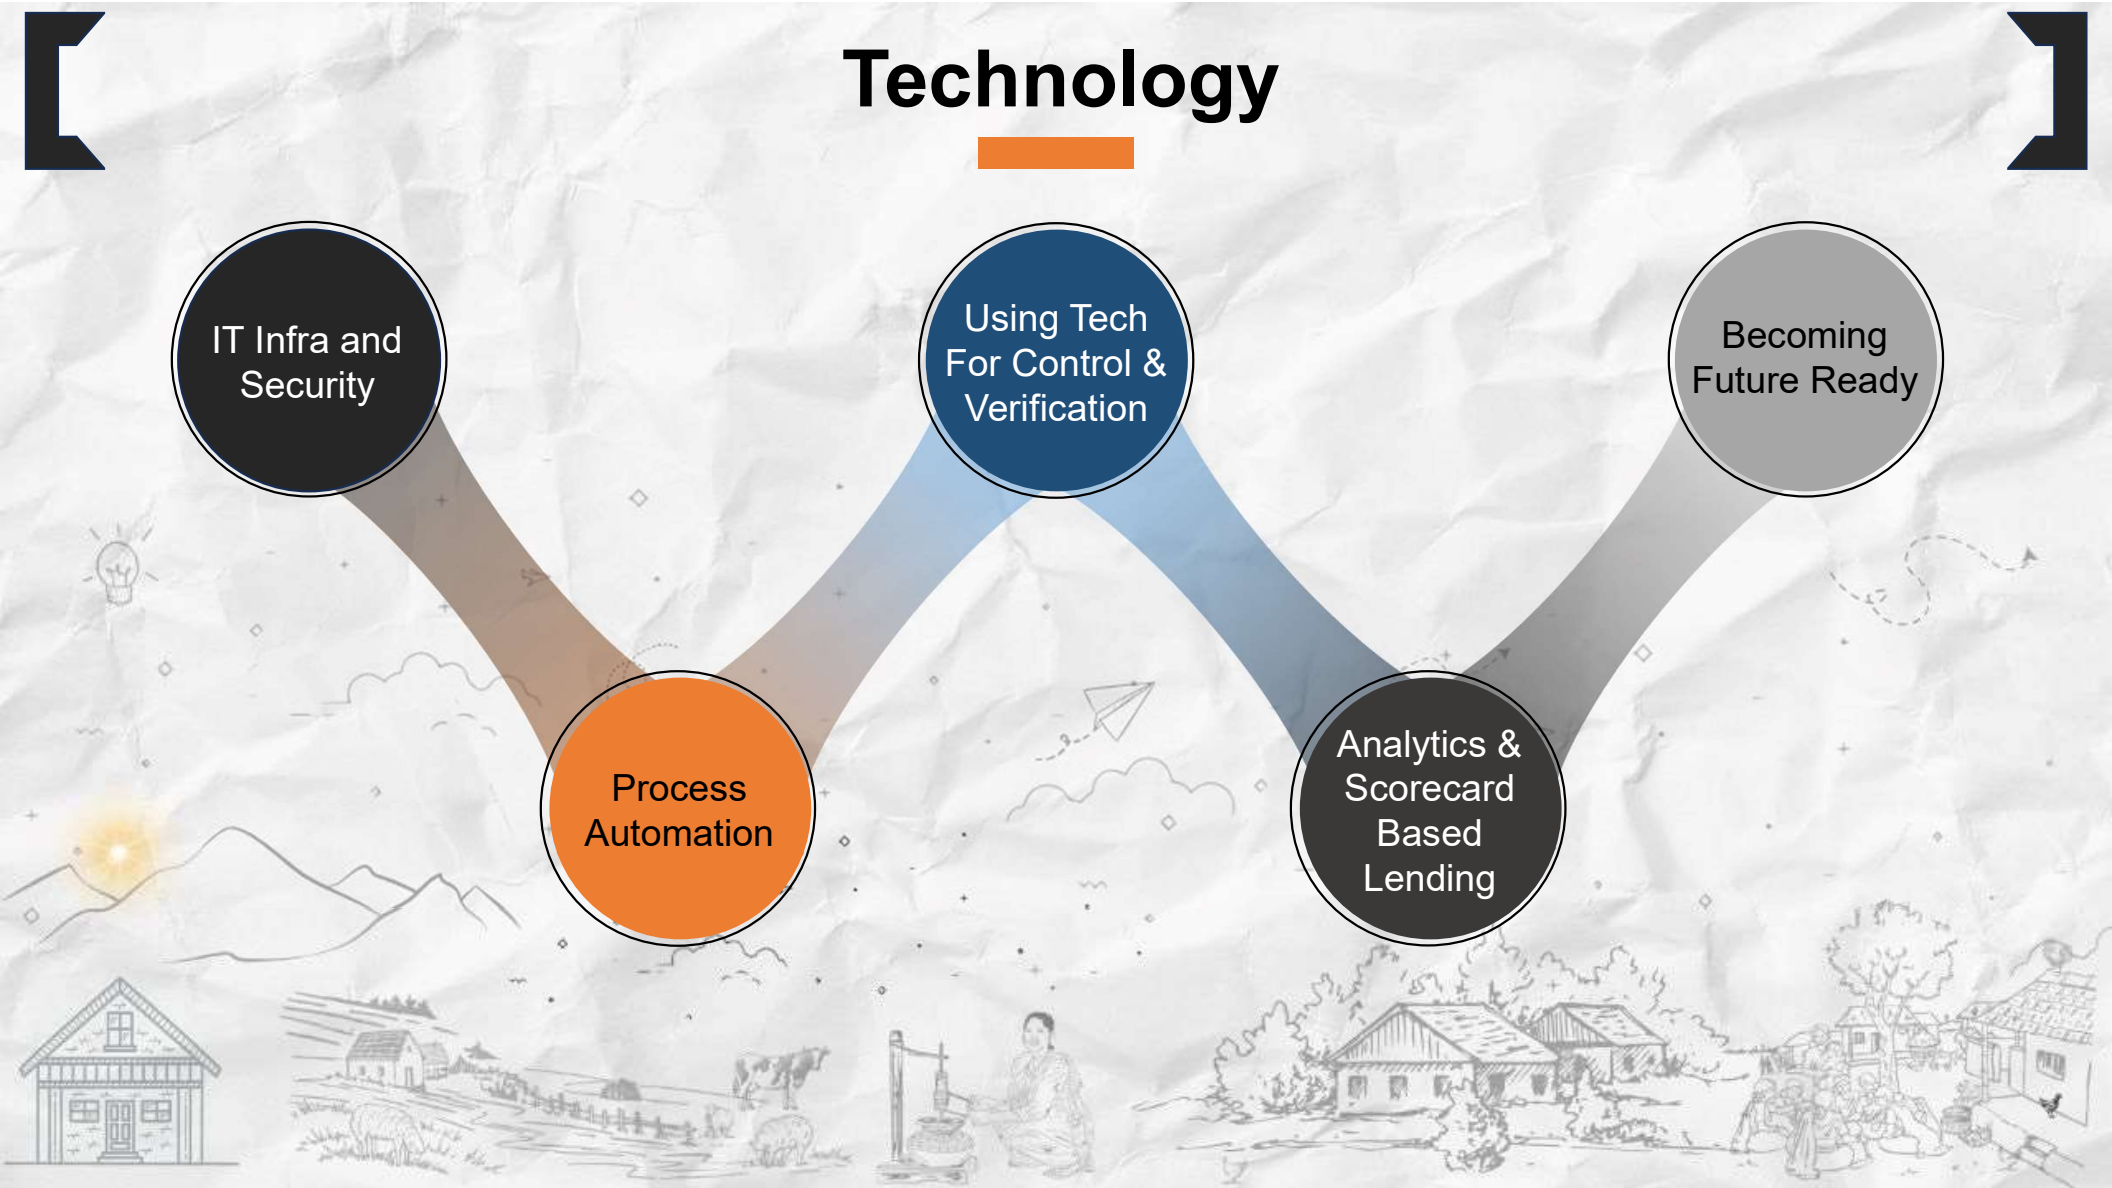 Technology
IT Infra and
Security
Process
Automation
Using Tech
For Control &
Verification
Analytics &
Scorecard
Based
Lending
Becoming
Future Ready